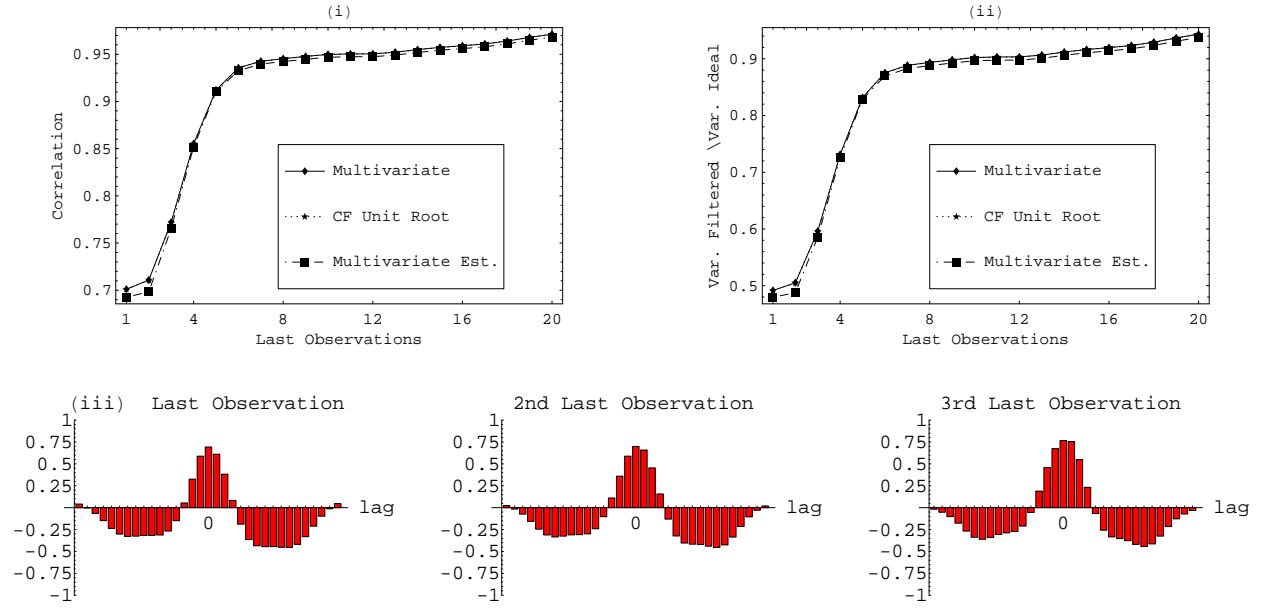 (i)
Correlation
0.95
0.9
0.85
0.8
0.75
0.7
Multivariate
CF Unit Root
Multivariate Est.
1 4 8 12 16 20
Last Observations
(ii)
Var. Filtered \Var. Ideal
0.9
0.8
0.7
0.6
0.5
Multivariate
CF Unit Root
Multivariate Est.
1 4 8 12 16 20
Last Observations
(iii) Last Observation
1
0.75
0.5
0.25
-0.25
-0.5
-0.75
-1
0
lag
2nd Last Observation
1
0.75
0.5
0.25
-0.25
-0.5
-0.75
-1
0
lag
3rd Last Observation
1
0.75
0.5
0.25
-0.25
-0.5
-0.75
-1
0
lag